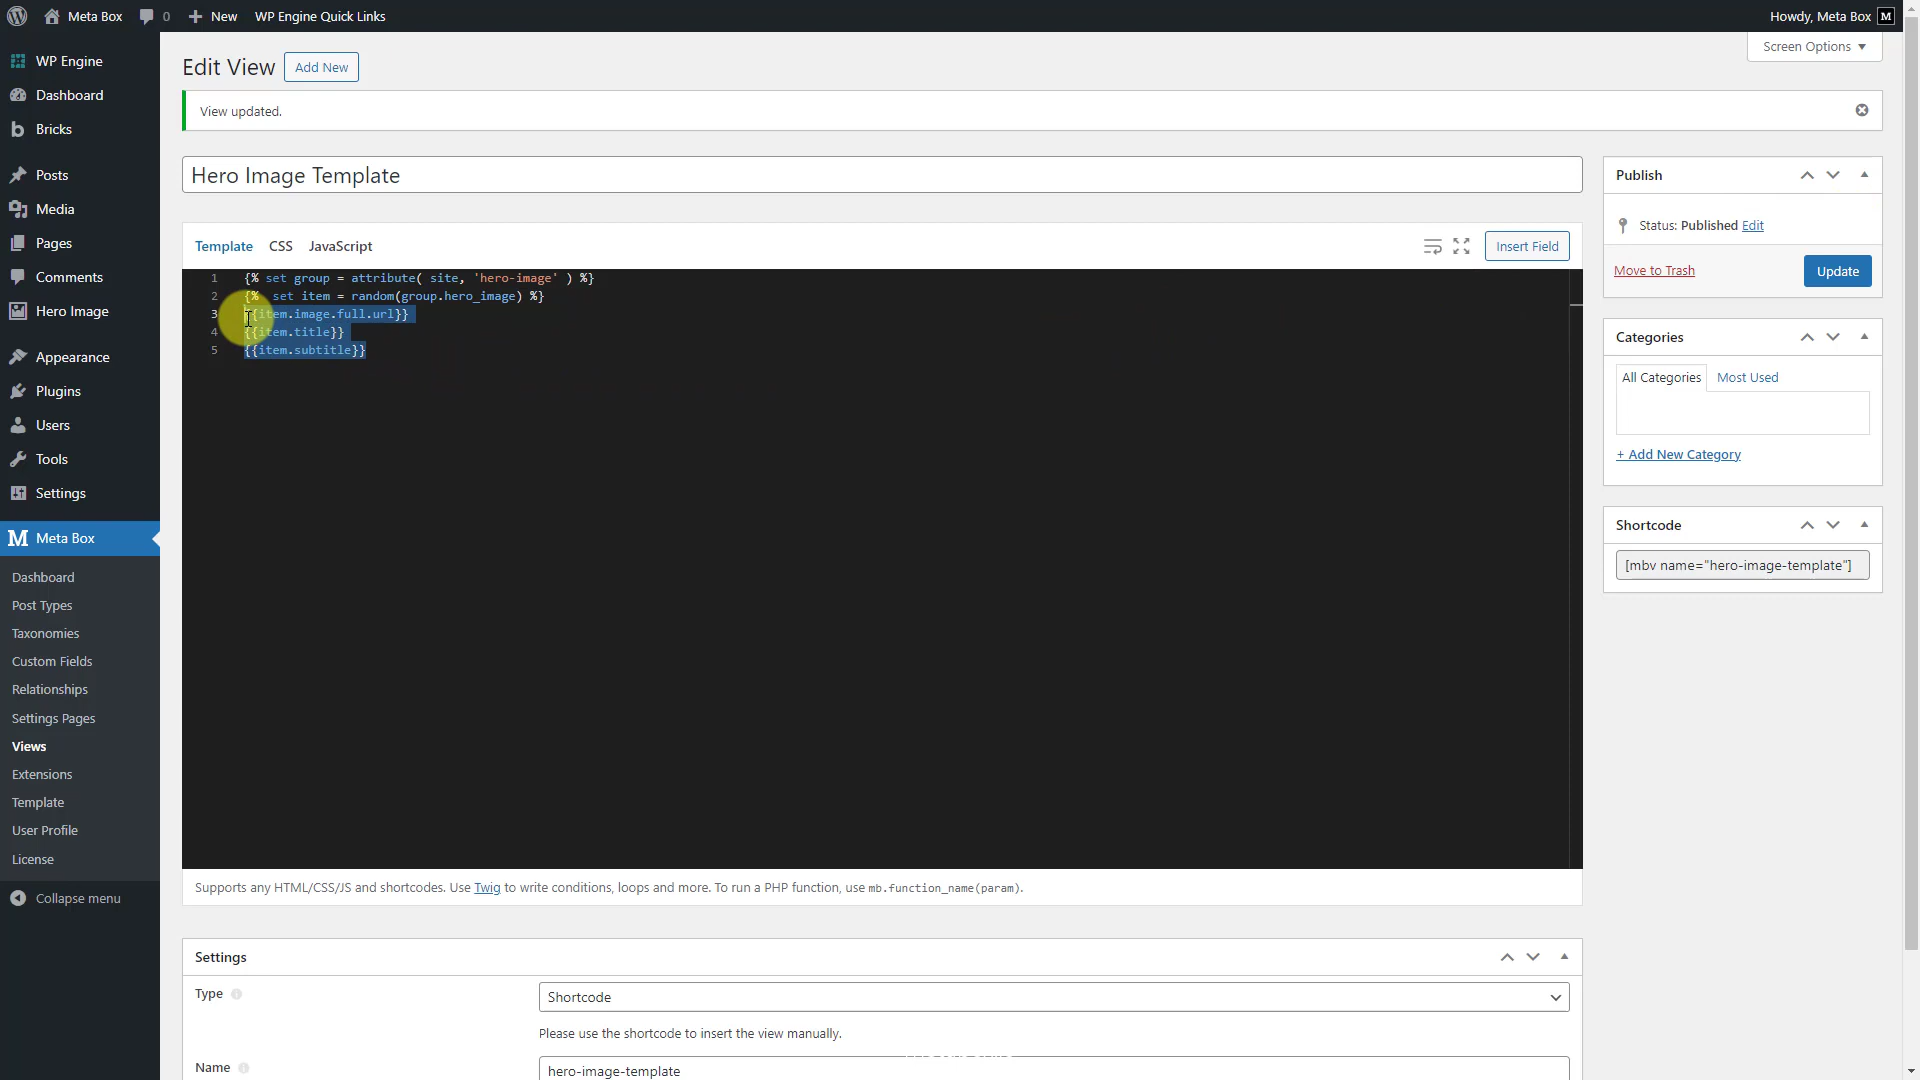 Meta Box
0
New
WP Engine Quick Links
Howdy, Meta Box
M
Screen Options
WP Engine
Dashboard
Bricks
Posts
Media
Pages
Comments
Hero Image
Appearance
Plugins
Users
Tools
Settings
Meta Box
Dashboard
Post Types
Taxonomies
Custom Fields
Relationships
Settings Pages
Views
Extensions
Template
User Profile
License
Collapse menu
Edit View
Add New
View updated.
Hero Image Template
Template CSS JavaScript
Insert Field
1 {% set group = attribute( site, 'hero-image' ) %}
2 {%  set item = random(group.hero_image) %}
3 {{item.image.full.url}}
4 {{item.title}}
5 {{item.subtitle}}
Supports any HTML/CSS/JS and shortcodes. Use Twig to write conditions, loops and more. To run a PHP function, use mb.function_name(param).
Settings
Type
Shortcode
Please use the shortcode to insert the view manually.
Name
hero-image-template
Publish
Status: Published Edit
Move to Trash
Update
Categories
All Categories
Most Used
+ Add New Category
Shortcode
[mbv name="hero-image-template"]